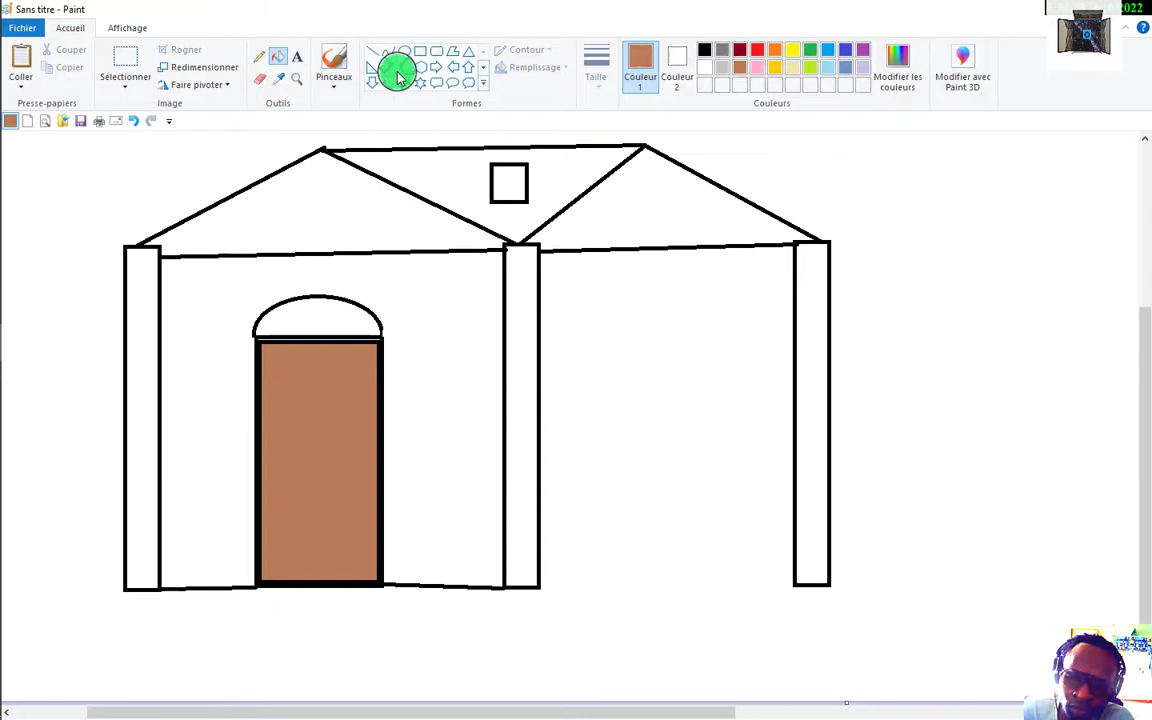 Sans titre - Paint
2022
Fichier Accueil Affichage
Coller
Couper
Copier
Presse-papiers
Sélectionner
Rogner
Redimensionner
Faire pivoter
Image
A
Outils
Pinceaux
Contour
Remplissage
Formes
Taille
Couleur
1
Couleur
2
Couleurs
Modifier les
couleurs
Modifier avec
Paint 3D